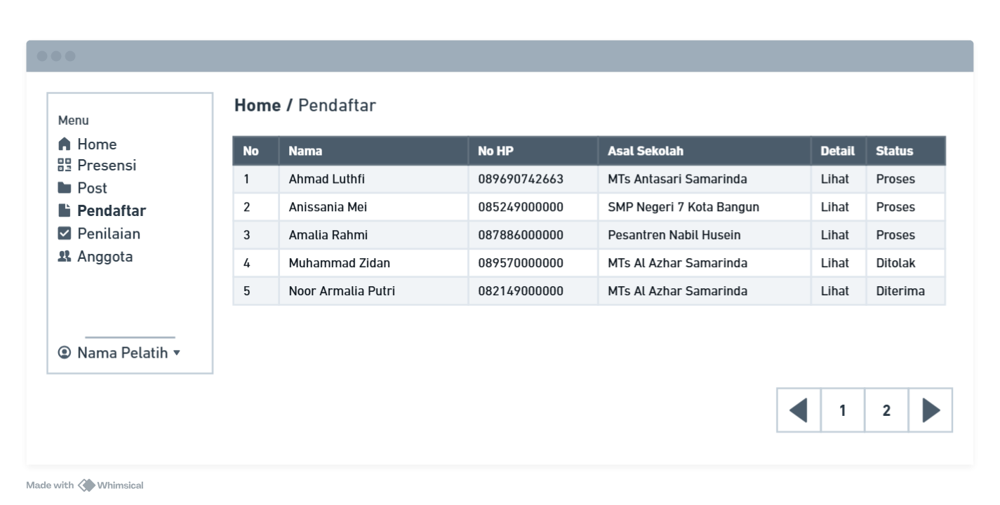 Menu
Home
Presensi
Post
Pendaftar
Penilaian
Anggota
Nama Pelatih
Home / Pendaftar
No Nama No HP Asal Sekolah Detail Status
1 Ahmad Luthfi 089690742663 MTs Antasari Samarinda Lihat Proses
2 Anissania Mei 085249000000 SMP Negeri 7 Kota Bangun Lihat Proses
3 Amalia Rahmi 087886000000 Pesantren Nabil Husein Lihat Proses
4 Muhammad Zidan 089570000000 MTs Al Azhar Samarinda Lihat Ditolak
5 Noor Armalia Putri 082149000000 MTs Al Azhar Samarinda Lihat Diterima
1 2
Made with Whimsical